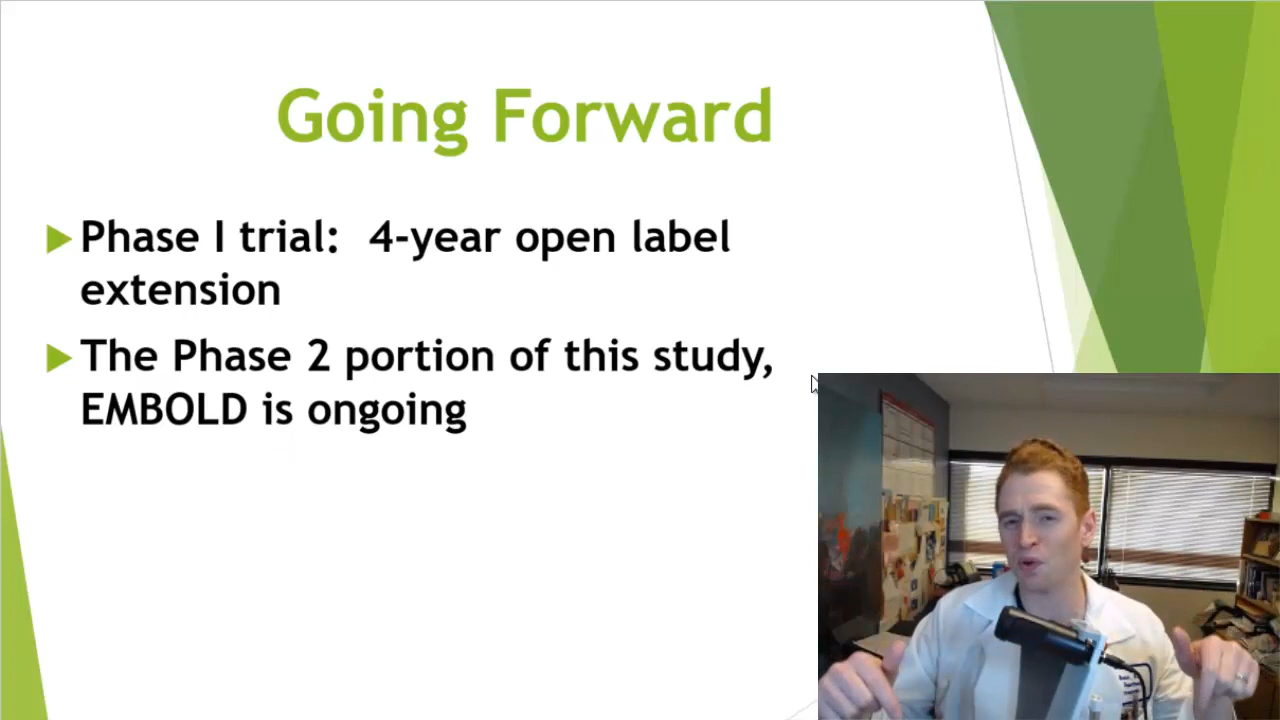 Going Forward
Phase I trial: 4-year open label
extension
The Phase 2 portion of this study,
EMBOLD is ongoing